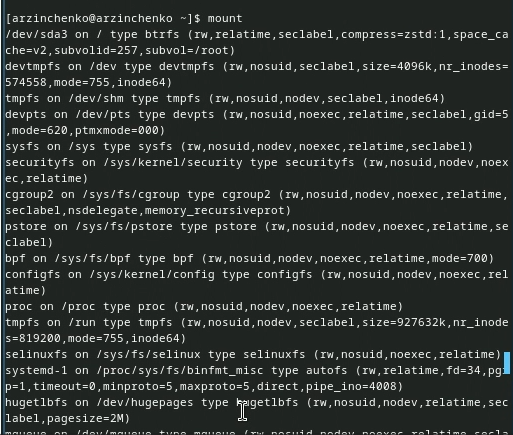 [arzinchenko@arzinchenko ~]$ mount
/dev/sda3 on / type btrfs (rw,relatime,seclabel,compress=zstd:1,space_ca
che=v2,subvolid=257,subvol=/root)
devtmpfs on /dev type devtmpfs (rw,nosuid,seclabel,size=4096k,nr_inodes=
574558,mode=755,inode64)
tmpfs on /dev/shm type tmpfs (rw,nosuid,nodev,seclabel,inode64)
devpts on /dev/pts type devpts (rw,nosuid,noexec,relatime,seclabel,gid=5
,mode=620,ptmxmode=000)
sysfs on /sys type sysfs (rw,nosuid,nodev,noexec,relatime,seclabel)
securityfs on /sys/kernel/security type securityfs (rw,nosuid,nodev,noex
ec,relatime)
cgroup2 on /sys/fs/cgroup type cgroup2 (rw,nosuid,nodev,noexec,relatime,
seclabel,nsdelegate,memory_recursiveprot)
pstore on /sys/fs/pstore type pstore (rw,nosuid,nodev,noexec,relatime,se
clabel)
bpf on /sys/fs/bpf type bpf (rw,nosuid,nodev,noexec,relatime,mode=700)
configfs on /sys/kernel/config type configfs (rw,nosuid,nodev,noexec,rel
atime)
proc on /proc type proc (rw,nosuid,nodev,noexec,relatime)
tmpfs on /run type tmpfs (rw,nosuid,nodev,seclabel,size=927632k,nr_inode
s=819200,mode=755,inode64)
selinuxfs on /sys/fs/selinux type selinuxfs (rw,nosuid,noexec,relatime)
systemd-1 on /proc/sys/fs/binfmt_misc type autofs (rw,relatime,fd=34,pgr
p=1,timeout=0,minproto=5,maxproto=5,direct,pipe_ino=4008)
hugetlbfs on /dev/hugepages type hugetlbfs (rw,nosuid,nodev,relatime,sec
label,pagesize=2M)
mqueue on /dev/mqueue type mqueue (rw,nosuid,nodev,noexec,relatime,secla